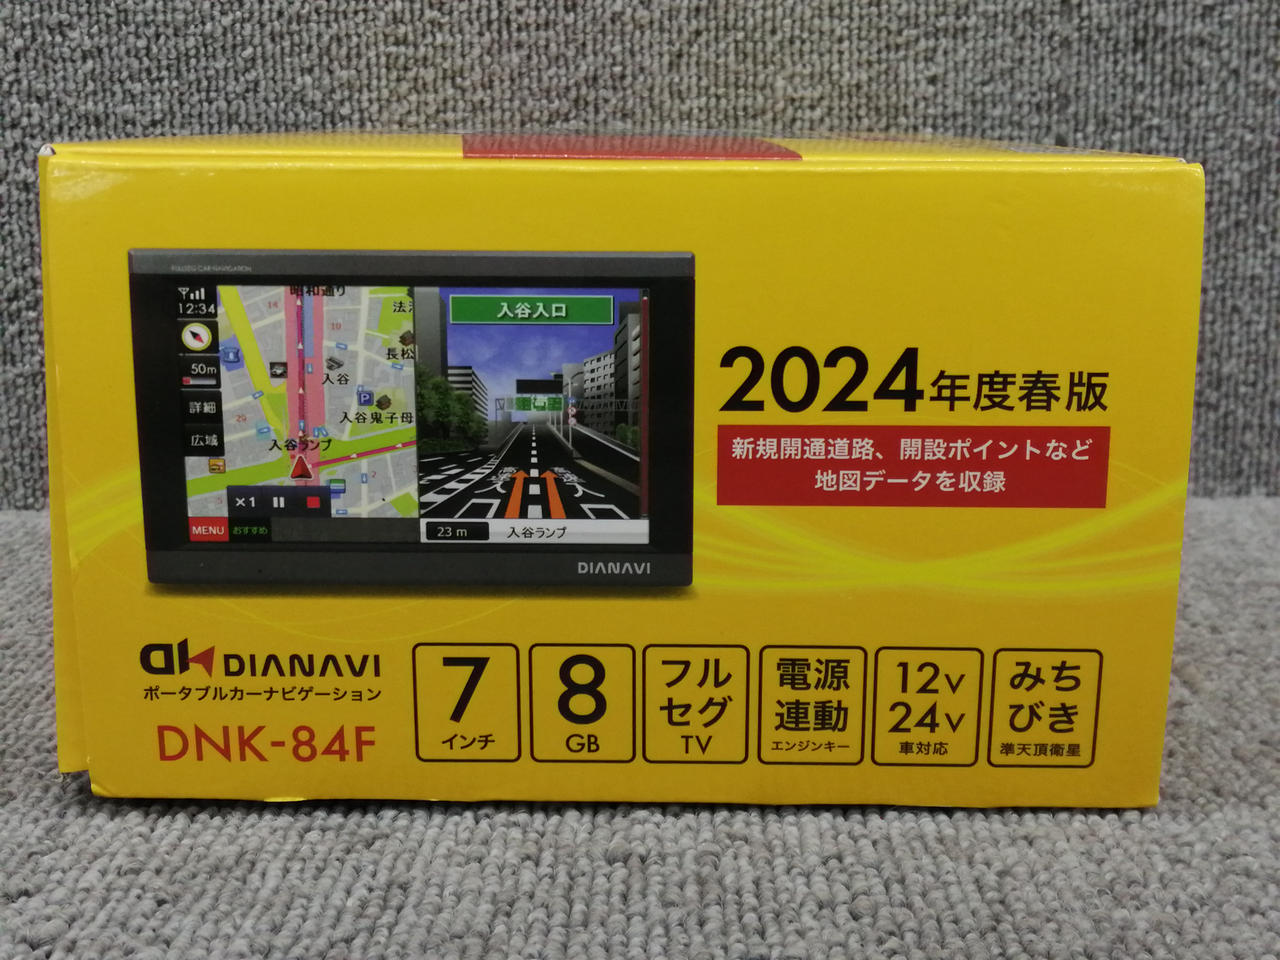 FULLSEG CAR-NAVIGATION
12:34
50m
詳細
広域
×1
MENU
おすすめ
昭和通り
14
10
法
長松
入谷
P
入谷鬼子母
29
入谷ランプ
2
5
入谷入口
23 m
入谷ランプ
DIANAVI
2024年度春版
新規開通道路、開設ポイントなど
地図データを収録
DIANAVI
ポータブルカーナビゲーション
DNK-84F
7
インチ
8
GB
フル
セグ
TV
電源
連動
エンジンキー
12V
24V
車対応
みち
びき
準天頂衛星